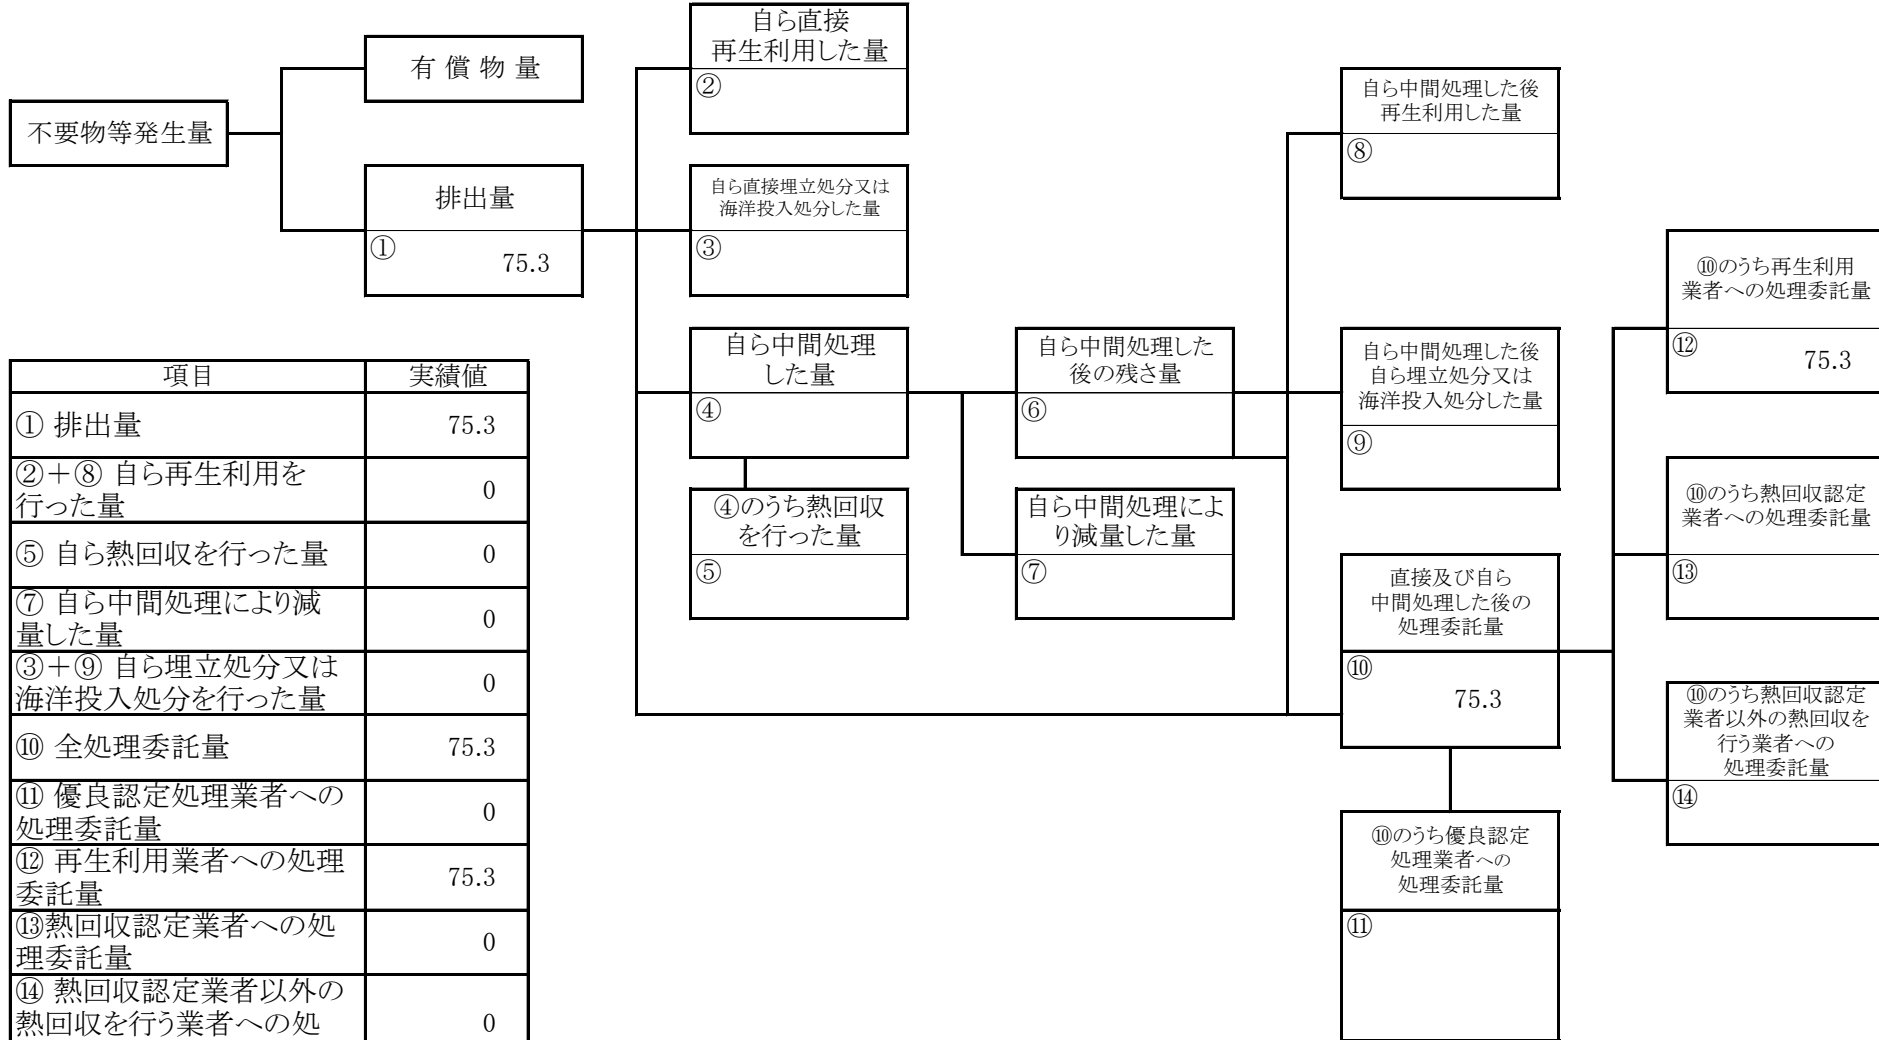 不要物等発生量
有 償 物 量
排出量
①
75.3
自ら直接
再生利用した量
②
自ら直接埋立処分又は
海洋投入処分した量
③
自ら中間処理
した量
④
④のうち熱回収
を行った量
⑤
自ら中間処理した
後の残さ量
⑥
自ら中間処理によ
り減量した量
⑦
自ら中間処理した後
再生利用した量
⑧
自ら中間処理した後
自ら埋立処分又は
海洋投入処分した量
⑨
直接及び自ら
中間処理した後の
処理委託量
⑩
75.3
⑩のうち優良認定
処理業者への
処理委託量
⑪
⑩のうち再生利用
業者への処理委託量
⑫
75.3
⑩のうち熱回収認定
業者への処理委託量
⑬
⑩のうち熱回収認定
業者以外の熱回収を
行う業者への
処理委託量
⑭
項目 実績値
① 排出量 75.3
②＋⑧ 自ら再生利用を
行った量 0
⑤ 自ら熱回収を行った量 0
⑦ 自ら中間処理により減
量した量 0
③＋⑨ 自ら埋立処分又は
海洋投入処分を行った量 0
⑩ 全処理委託量 75.3
⑪ 優良認定処理業者への
処理委託量 0
⑫ 再生利用業者への処理
委託量 75.3
⑬熱回収認定業者への処
理委託量 0
⑭ 熱回収認定業者以外の
熱回収を行う業者への処 0